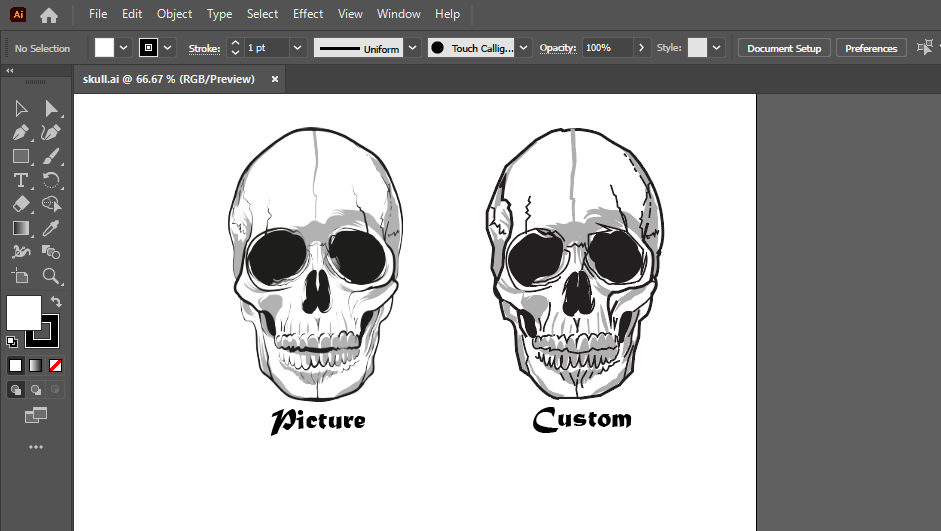 Ai File Edit Object Type Select Effect View Window Help
No Selection Stroke: 1 pt Uniform Touch Callig... Opacity: 100% Style: Document Setup Preferences
skull.ai @ 66.67 % (RGB/Preview) ×
Picture Custom